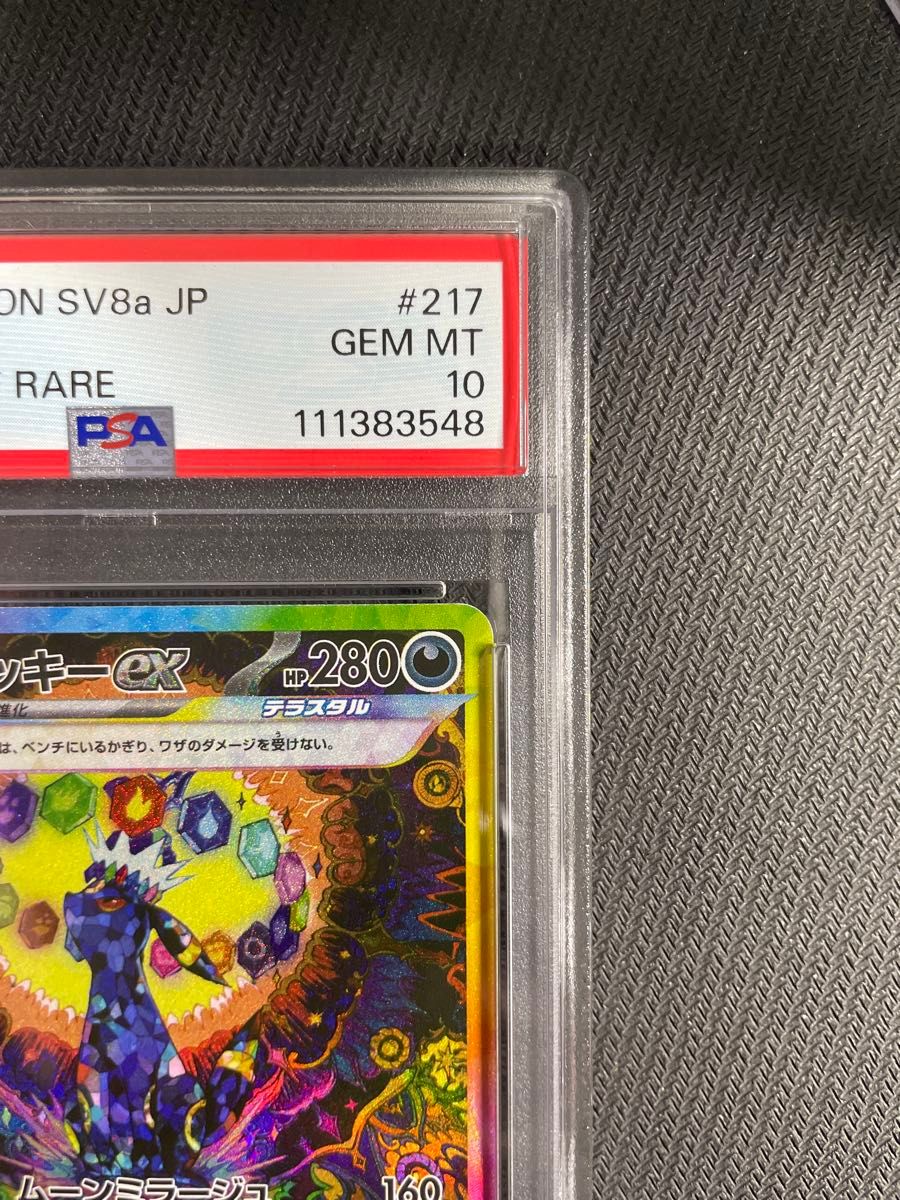 ON SV8a JP #217
GEM MT
RARE 10
PSA 111383548
ッキーex HP280
進化 テラスタル
は、ベンチにいるかぎり、ワザのダメージを受けない。
う
ムーンミラージュ 160